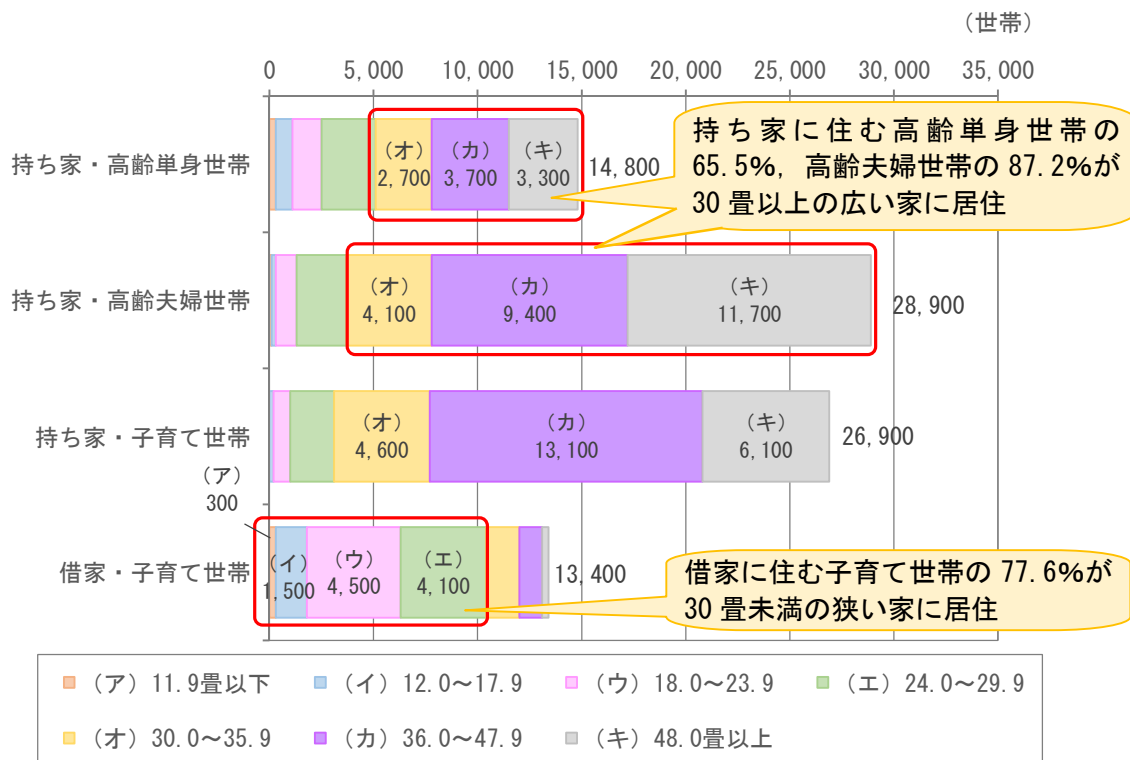 （世帯）
0 5,000 10,000 15,000 20,000 25,000 30,000 35,000
持ち家・高齢単身世帯
（オ）
2,700
（カ）
3,700
（キ）
3,300
14,800
持ち家に住む高齢単身世帯の
65.5%，高齢夫婦世帯の 87.2%が
30 畳以上の広い家に居住
持ち家・高齢夫婦世帯
（オ）
4,100
（カ）
9,400
（キ）
11,700
28,900
持ち家・子育て世帯
（オ）
4,600
（カ）
13,100
（キ）
6,100
26,900
（ア）
300
借家・子育て世帯
（イ）
1,500
（ウ）
4,500
（エ）
4,100
13,400
借家に住む子育て世帯の 77.6%が
30 畳未満の狭い家に居住
（ア）11.9畳以下 （イ）12.0～17.9 （ウ）18.0～23.9 （エ）24.0～29.9
（オ）30.0～35.9 （カ）36.0～47.9 （キ）48.0畳以上